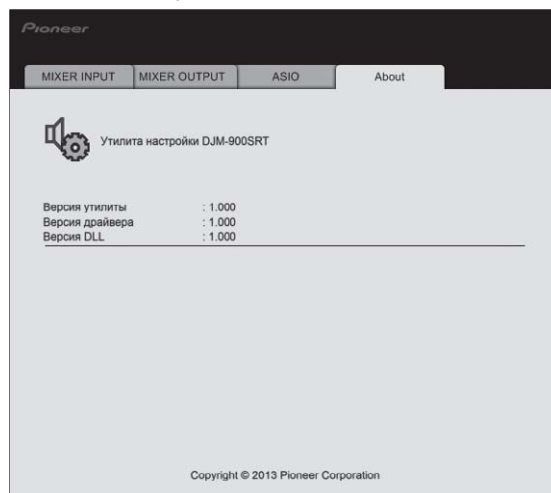 Pioneer
MIXER INPUT MIXER OUTPUT ASIO About
Утилита настройки DJM-900SRT
Версия утилиты : 1.000
Версия драйвера : 1.000
Версия DLL : 1.000
Copyright © 2013 Pioneer Corporation